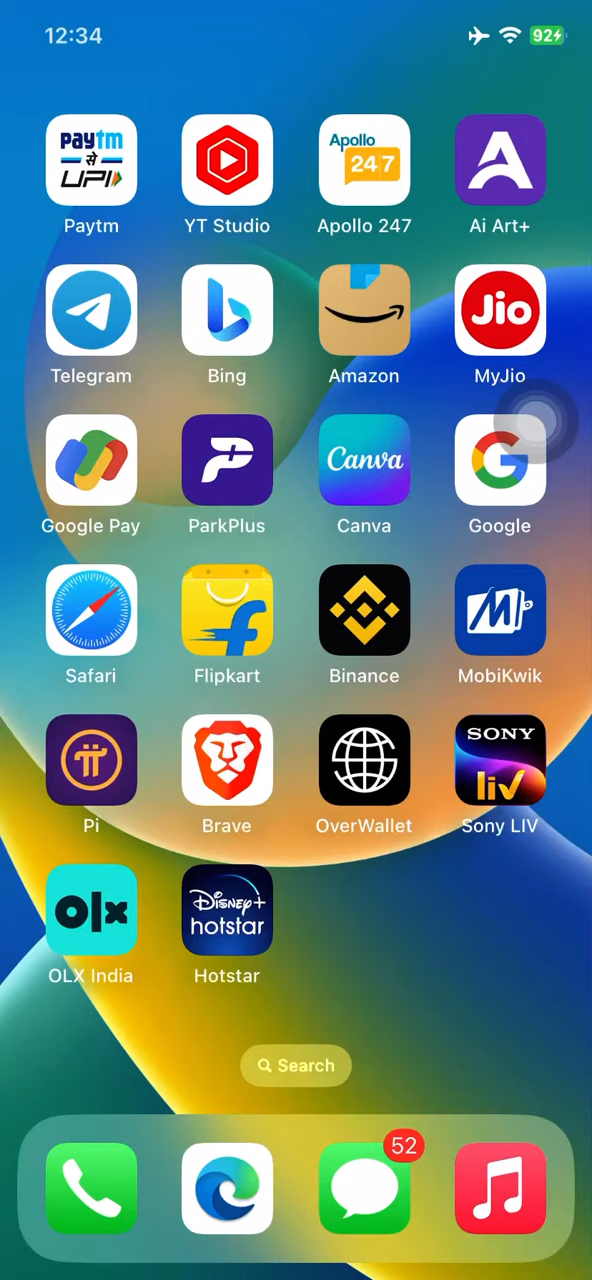 12:34
92
Paytm
से
UPI
Apollo
24|7
Paytm
YT Studio
Apollo 247
Ai Art+
Jio
Telegram
Bing
Amazon
MyJio
Canva
Google Pay
ParkPlus
Canva
Google
Safari
Flipkart
Binance
MobiKwik
SONY
liv
Pi
Brave
OverWallet
Sony LIV
olx
Disney+
hotstar
OLX India
Hotstar
Search
52